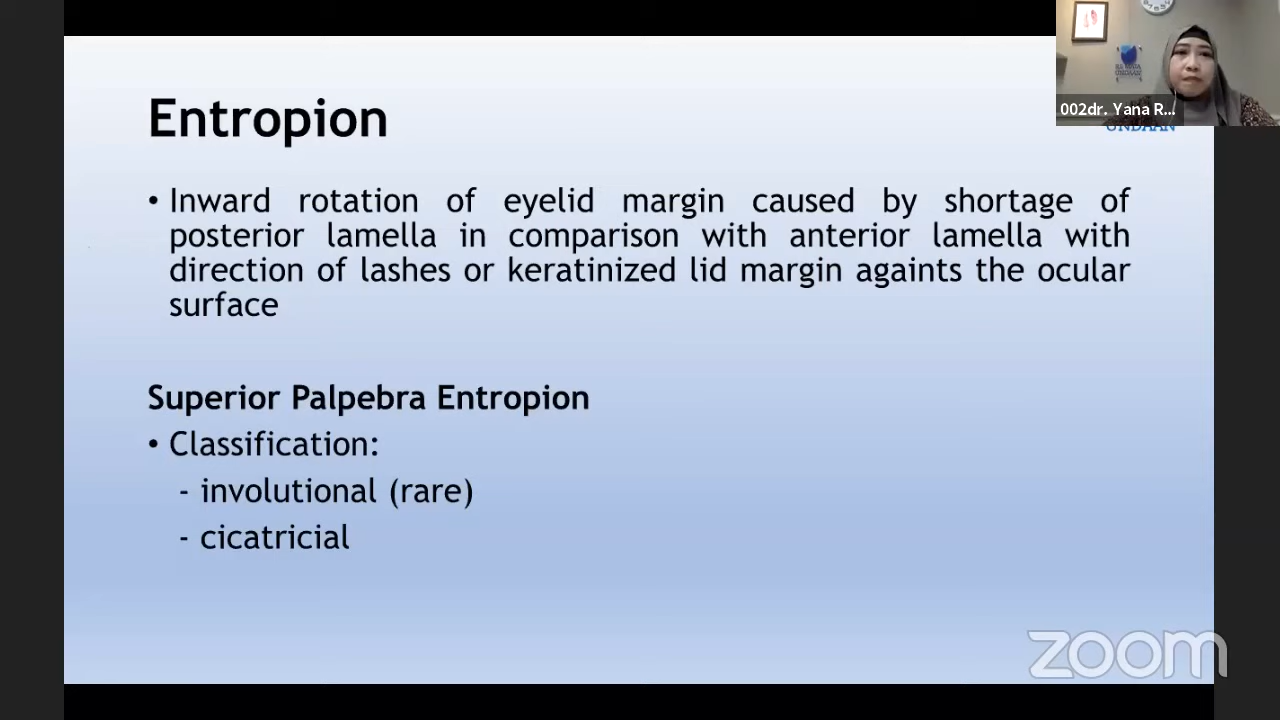 Entropion
• Inward rotation of eyelid margin caused by shortage of
posterior lamella in comparison with anterior lamella with
direction of lashes or keratinized lid margin againts the ocular
surface
Superior Palpebra Entropion
• Classification:
- involutional (rare)
- cicatricial
002dr. Yana R...
UNDAAN
zoom